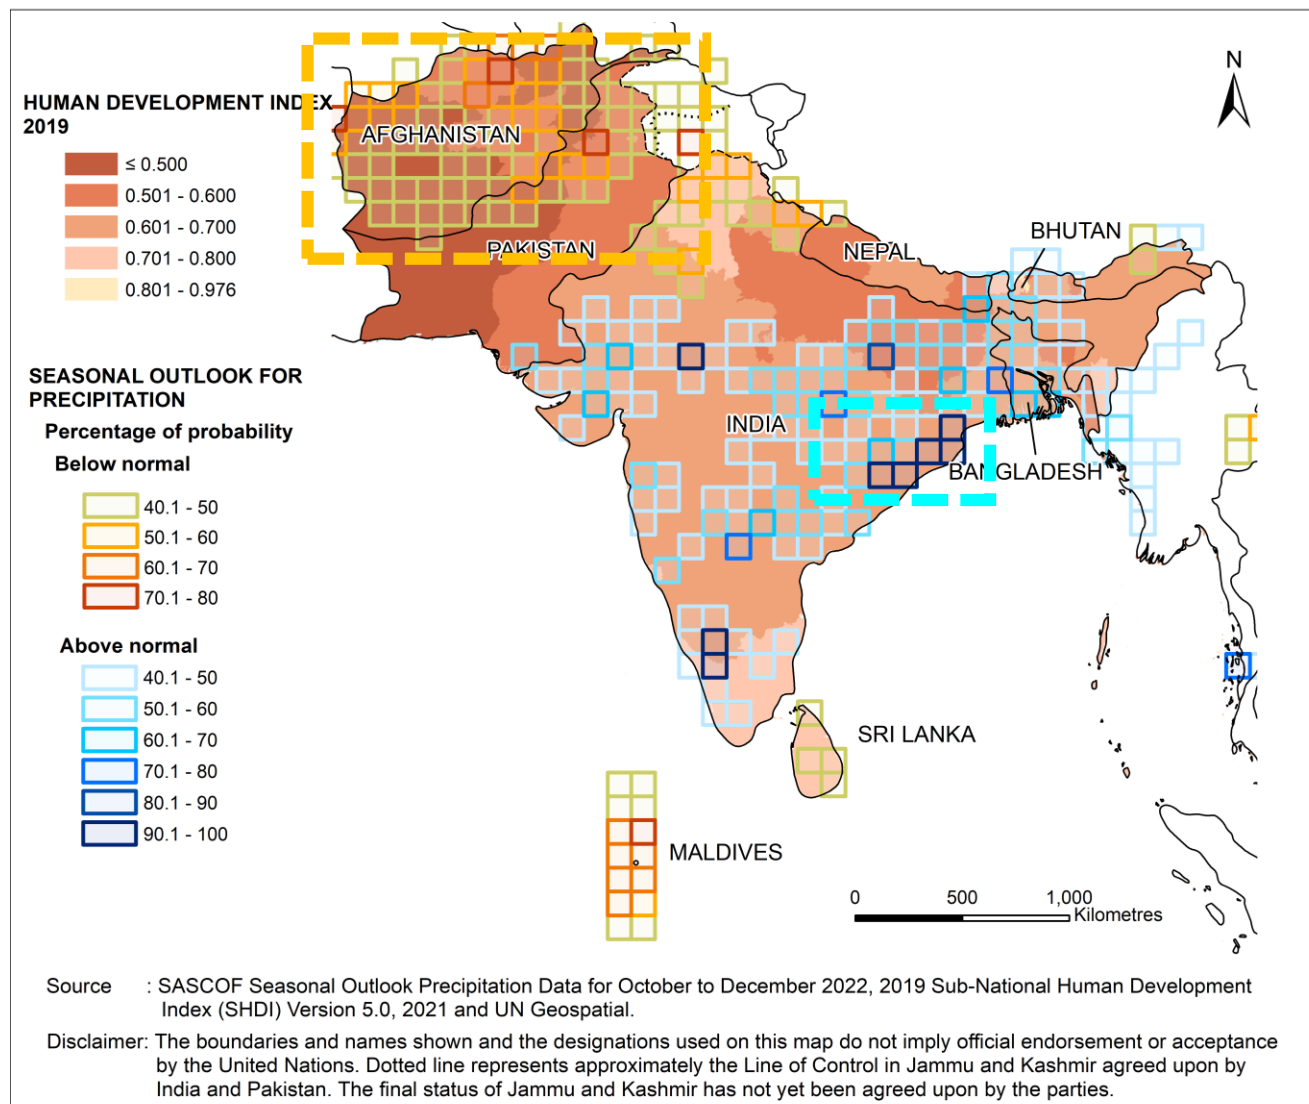 HUMAN DEVELOPMENT INDEX
2019
≤ 0.500
0.501 - 0.600
0.601 - 0.700
0.701 - 0.800
0.801 - 0.976
SEASONAL OUTLOOK FOR
PRECIPITATION
Percentage of probability
Below normal
40.1 - 50
50.1 - 60
60.1 - 70
70.1 - 80
Above normal
40.1 - 50
50.1 - 60
60.1 - 70
70.1 - 80
80.1 - 90
90.1 - 100
N
AFGHANISTAN
PAKISTAN
NEPAL
BHUTAN
INDIA
BANGLADESH
SRI LANKA
MALDIVES
0 500 1,000
Kilometres
Source : SASCOF Seasonal Outlook Precipitation Data for October to December 2022, 2019 Sub-National Human Development
Index (SHDI) Version 5.0, 2021 and UN Geospatial.
Disclaimer: The boundaries and names shown and the designations used on this map do not imply official endorsement or acceptance
by the United Nations. Dotted line represents approximately the Line of Control in Jammu and Kashmir agreed upon by
India and Pakistan. The final status of Jammu and Kashmir has not yet been agreed upon by the parties.